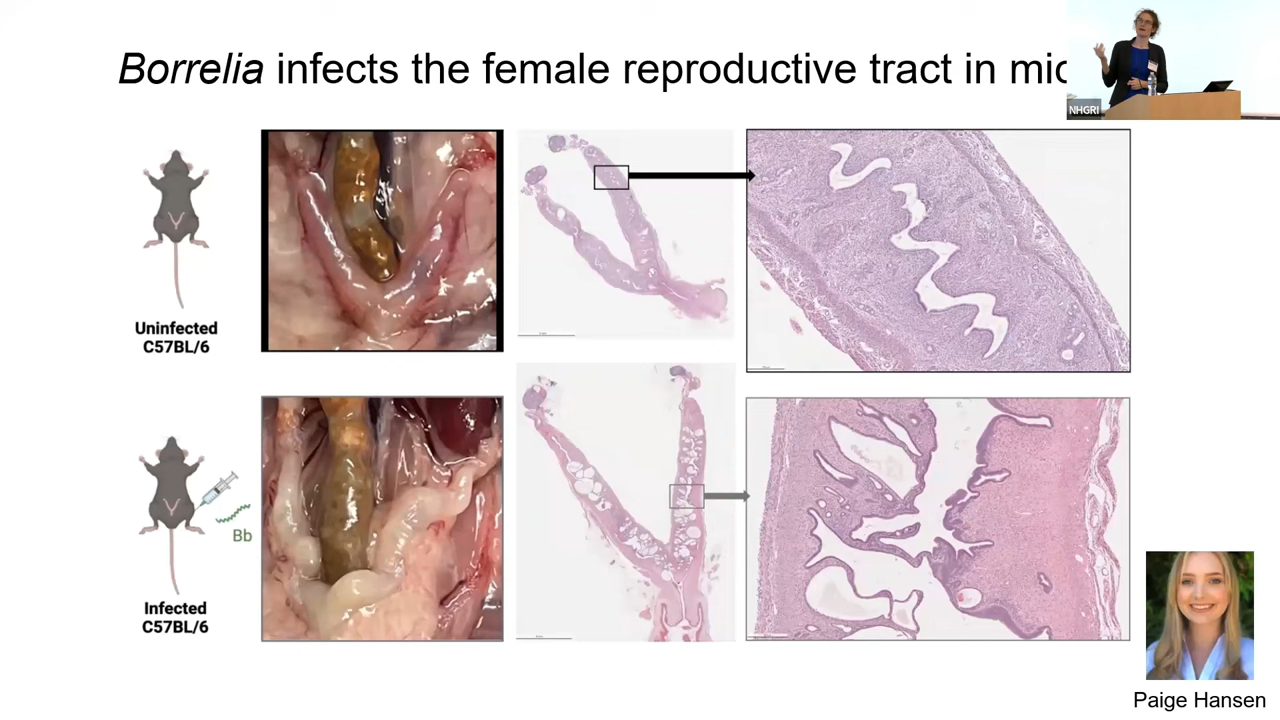 Borrelia infects the female reproductive tract in mic
NHGRI
Uninfected
C57BL/6
Bb
Infected
C57BL/6
Paige Hansen